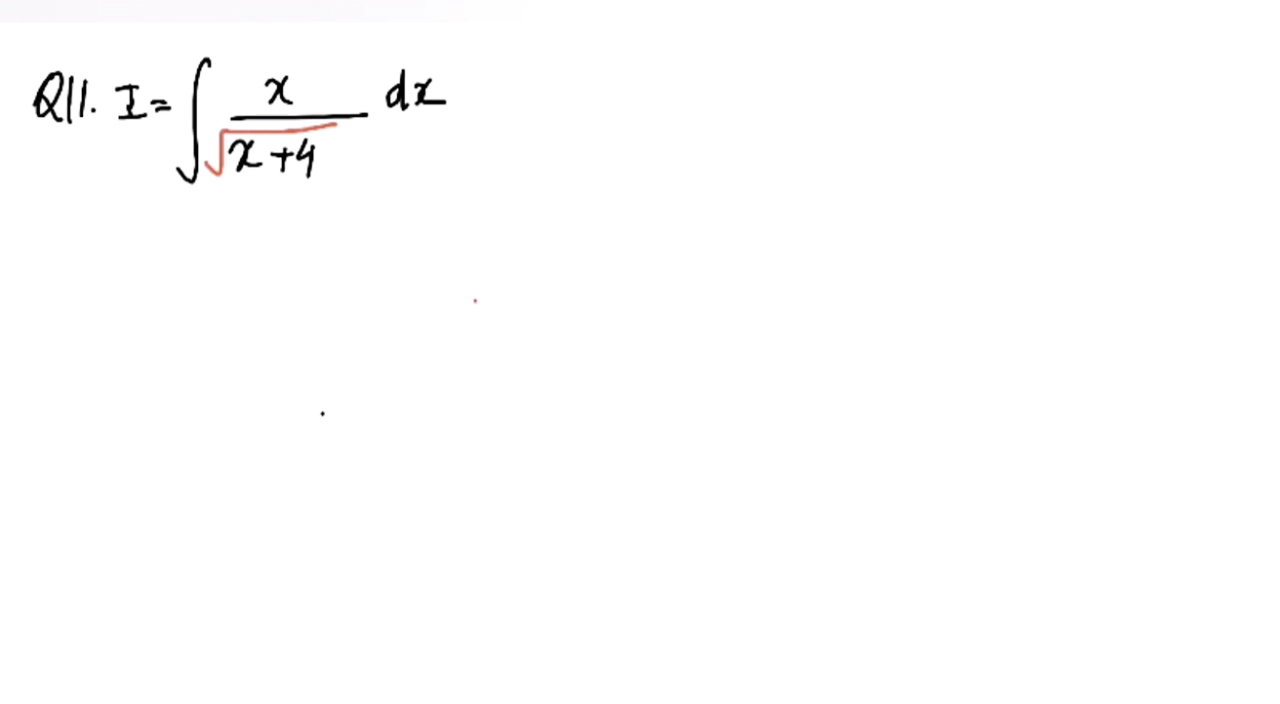 Q11. I = ∫ x / √(x+4) dx